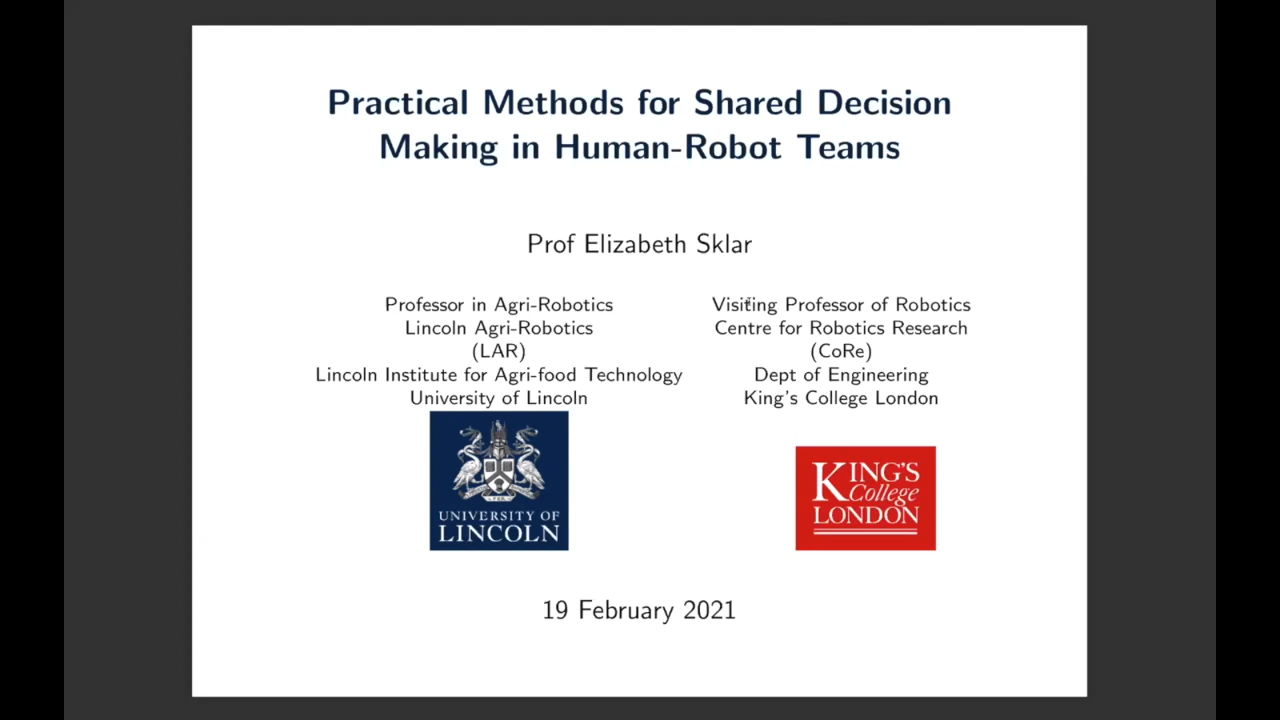 Practical Methods for Shared Decision
Making in Human-Robot Teams
Prof Elizabeth Sklar
Professor in Agri-Robotics
Lincoln Agri-Robotics
(LAR)
Lincoln Institute for Agri-food Technology
University of Lincoln
UNIVERSITY OF
LINCOLN
Visiting Professor of Robotics
Centre for Robotics Research
(CoRe)
Dept of Engineering
King's College London
KING'S
College
LONDON
19 February 2021